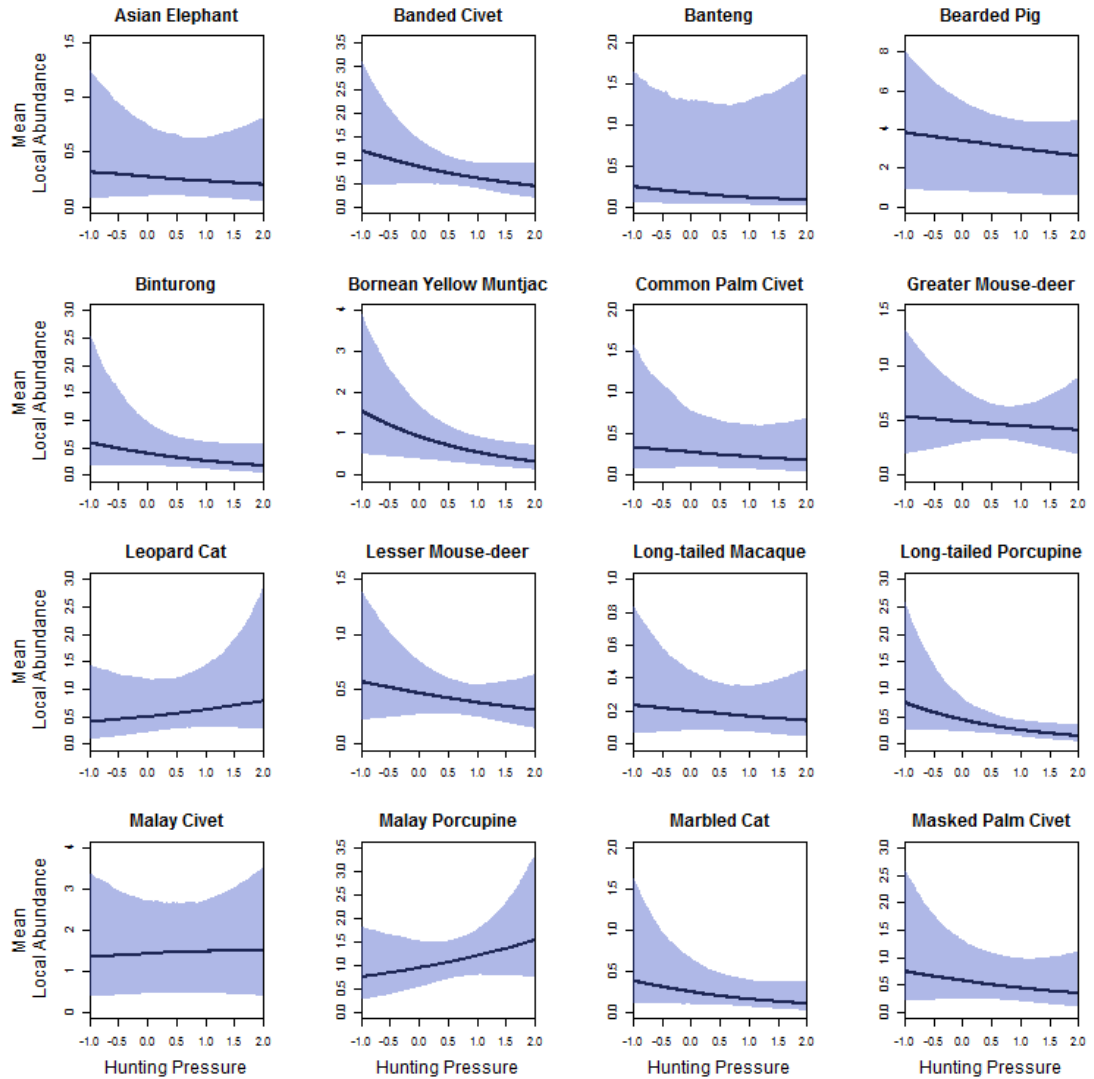 Asian Elephant Banded Civet Banteng Bearded Pig
Mean
Local Abundance
0.0 0.5 1.0 1.5
0.0 0.5 1.0 1.5 2.0 2.5 3.0 3.5
0.0 0.5 1.0 1.5 2.0
0 2 4 6 8
-1.0 -0.5 0.0 0.5 1.0 1.5 2.0
-1.0 -0.5 0.0 0.5 1.0 1.5 2.0
-1.0 -0.5 0.0 0.5 1.0 1.5 2.0
-1.0 -0.5 0.0 0.5 1.0 1.5 2.0
Binturong Bornean Yellow Muntjac Common Palm Civet Greater Mouse-deer
Mean
Local Abundance
0.0 0.5 1.0 1.5 2.0 2.5 3.0
0 1 2 3 4
0.0 0.5 1.0 1.5 2.0
0.0 0.5 1.0 1.5
-1.0 -0.5 0.0 0.5 1.0 1.5 2.0
-1.0 -0.5 0.0 0.5 1.0 1.5 2.0
-1.0 -0.5 0.0 0.5 1.0 1.5 2.0
-1.0 -0.5 0.0 0.5 1.0 1.5 2.0
Leopard Cat Lesser Mouse-deer Long-tailed Macaque Long-tailed Porcupine
Mean
Local Abundance
0.0 0.5 1.0 1.5 2.0 2.5 3.0
0.0 0.5 1.0 1.5
0.0 0.2 0.4 0.6 0.8 1.0
0.0 0.5 1.0 1.5 2.0 2.5 3.0
-1.0 -0.5 0.0 0.5 1.0 1.5 2.0
-1.0 -0.5 0.0 0.5 1.0 1.5 2.0
-1.0 -0.5 0.0 0.5 1.0 1.5 2.0
-1.0 -0.5 0.0 0.5 1.0 1.5 2.0
Malay Civet Malay Porcupine Marbled Cat Masked Palm Civet
Mean
Local Abundance
0 1 2 3 4
0.0 0.5 1.0 1.5 2.0 2.5 3.0 3.5
0.0 0.5 1.0 1.5 2.0
0.0 0.5 1.0 1.5 2.0 2.5 3.0
-1.0 -0.5 0.0 0.5 1.0 1.5 2.0
-1.0 -0.5 0.0 0.5 1.0 1.5 2.0
-1.0 -0.5 0.0 0.5 1.0 1.5 2.0
-1.0 -0.5 0.0 0.5 1.0 1.5 2.0
Hunting Pressure Hunting Pressure Hunting Pressure Hunting Pressure